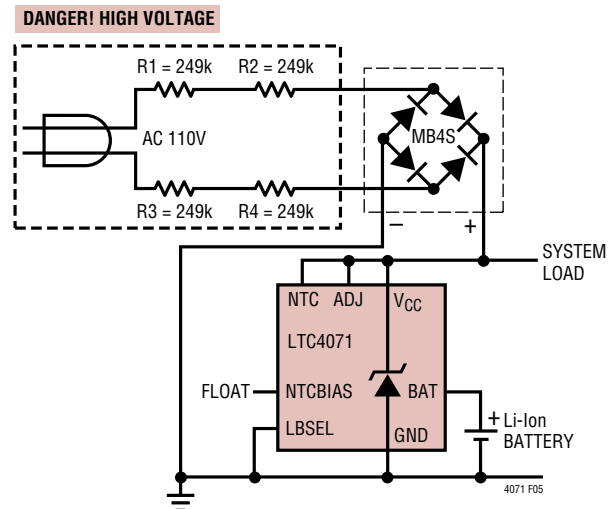 DANGER! HIGH VOLTAGE
R1 = 249k R2 = 249k
AC 110V
MB4S
R3 = 249k R4 = 249k
– +
SYSTEM
LOAD
NTC ADJ VCC
LTC4071
FLOAT NTCBIAS BAT
LBSEL
GND
+ Li-Ion
BATTERY
4071 F05